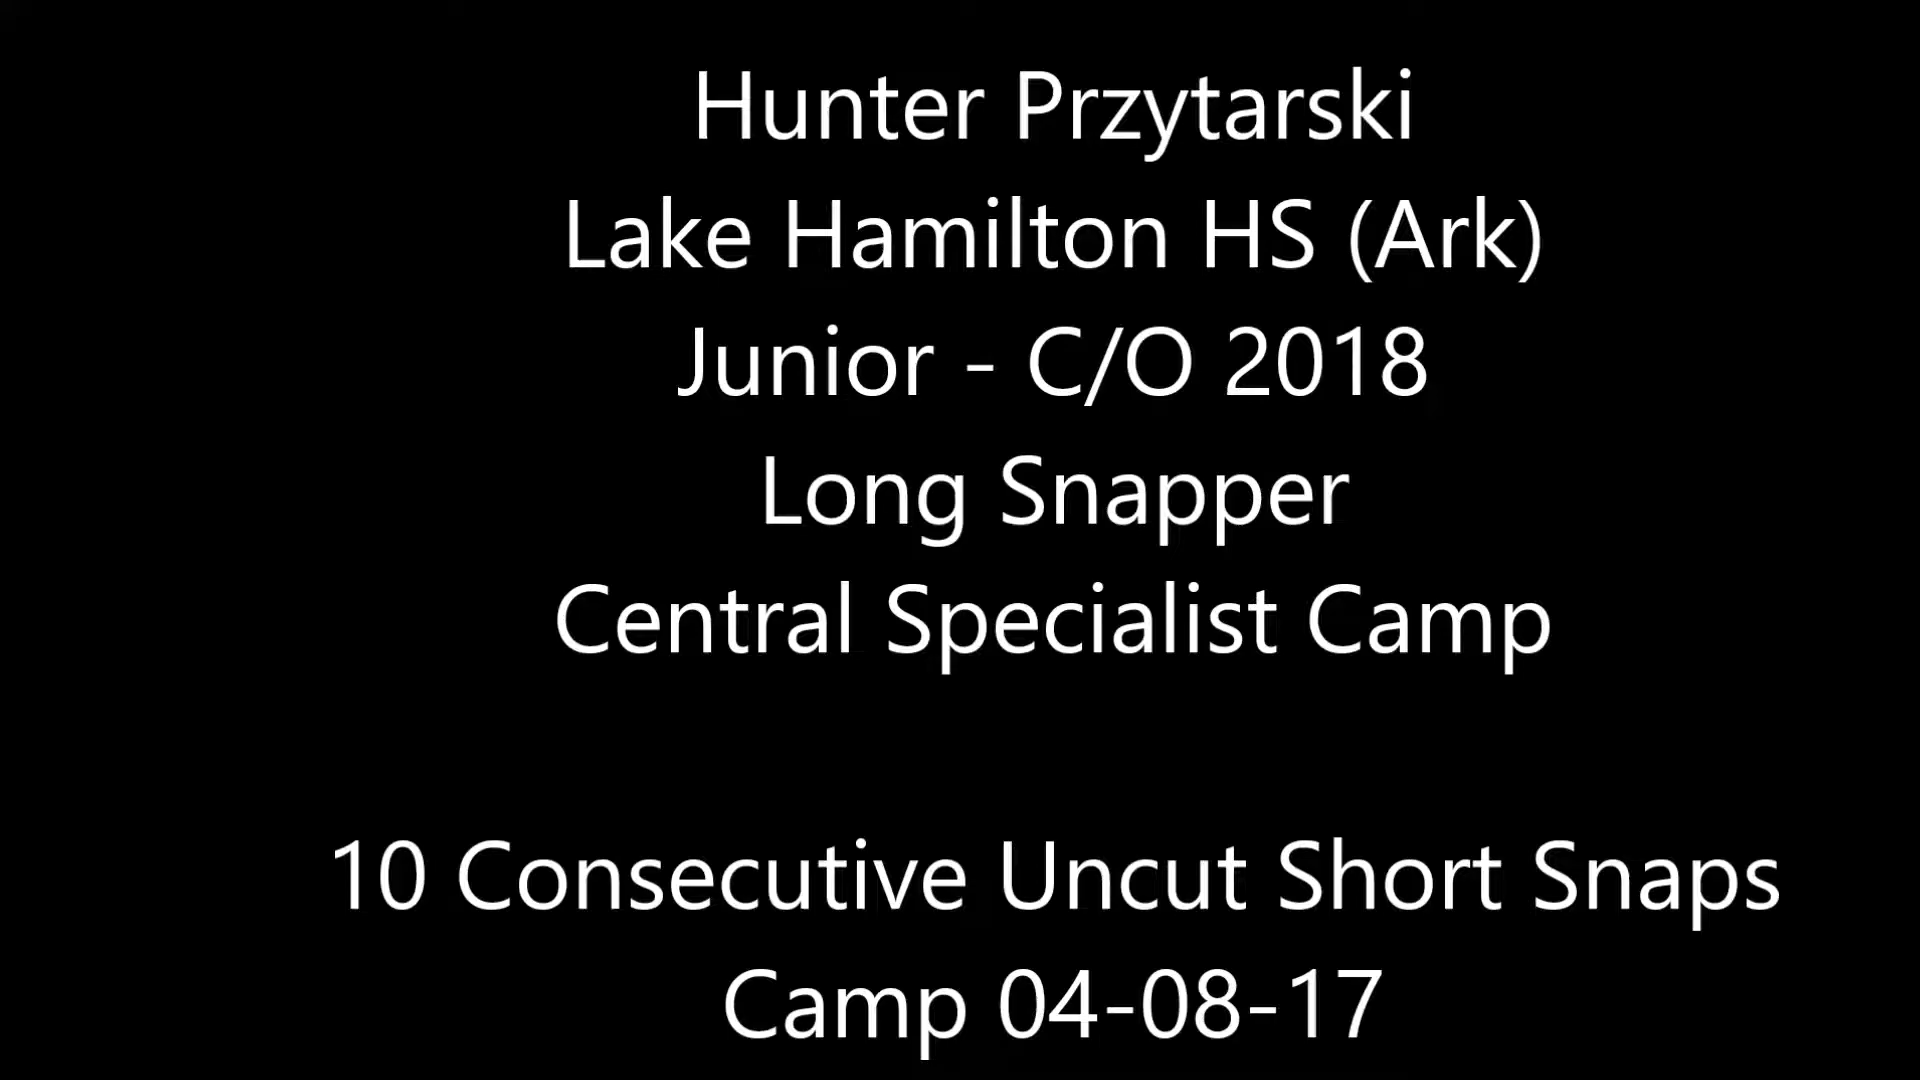 Hunter Przytarski
Lake Hamilton HS (Ark)
Junior - C/O 2018
Long Snapper
Central Specialist Camp
10 Consecutive Uncut Short Snaps
Camp 04-08-17